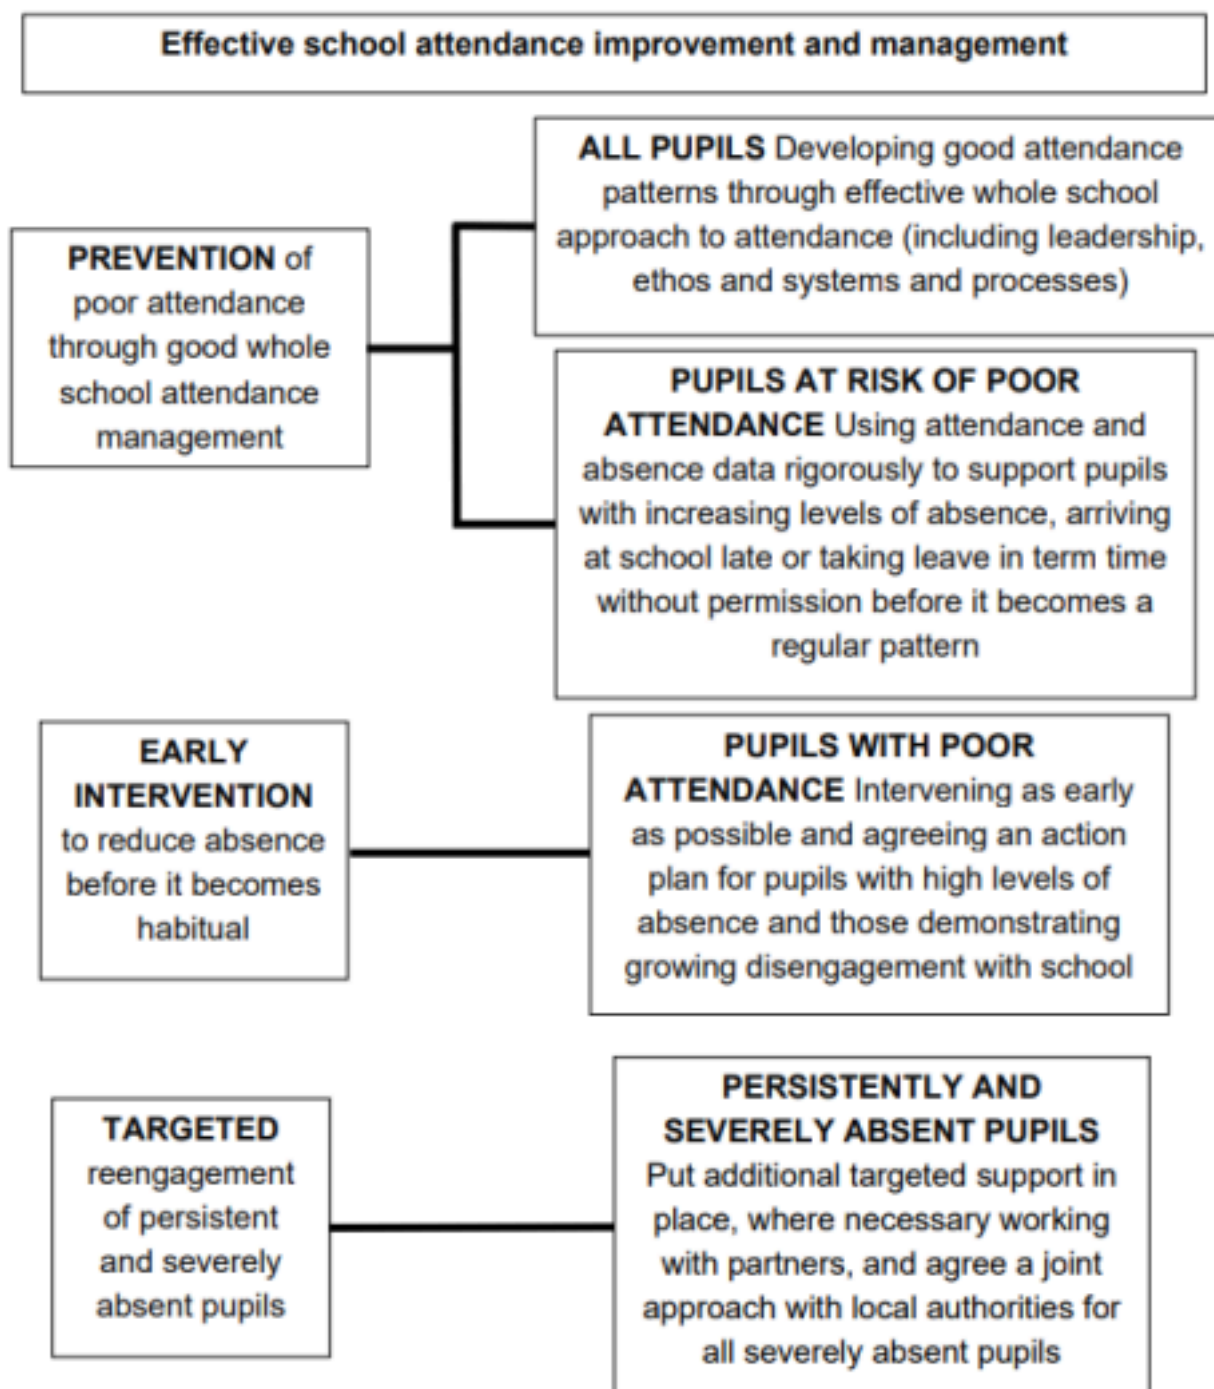 Effective school attendance improvement and management
PREVENTION of
poor attendance
through good whole
school attendance
management
ALL PUPILS Developing good attendance
patterns through effective whole school
approach to attendance (including leadership,
ethos and systems and processes)
PUPILS AT RISK OF POOR
ATTENDANCE Using attendance and
absence data rigorously to support pupils
with increasing levels of absence, arriving
at school late or taking leave in term time
without permission before it becomes a
regular pattern
EARLY
INTERVENTION
to reduce absence
before it becomes
habitual
PUPILS WITH POOR
ATTENDANCE Intervening as early
as possible and agreeing an action
plan for pupils with high levels of
absence and those demonstrating
growing disengagement with school
TARGETED
reengagement
of persistent
and severely
absent pupils
PERSISTENTLY AND
SEVERELY ABSENT PUPILS
Put additional targeted support in
place, where necessary working
with partners, and agree a joint
approach with local authorities for
all severely absent pupils